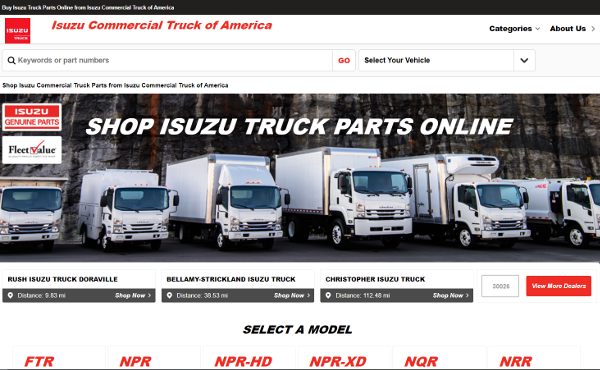 Buy Isuzu Truck Parts Online from Isuzu Commercial Truck of America
ISUZU
TRUCK
Isuzu Commercial Truck of America
Categories
About Us
Keywords or part numbers
GO
Select Your Vehicle
Shop Isuzu Commercial Truck Parts from Isuzu Commercial Truck of America
ISUZU
GENUINE PARTS
FleetValue
SHOP ISUZU TRUCK PARTS ONLINE
RUSH ISUZU TRUCK DORAVILLE
Distance: 9.83 mi
Shop Now
BELLAMY-STRICKLAND ISUZU TRUCK
Distance: 38.53 mi
Shop Now
CHRISTOPHER ISUZU TRUCK
Distance: 112.48 mi
Shop Now
30026
View More Dealers
SELECT A MODEL
FTR
NPR
NPR-HD
NPR-XD
NQR
NRR